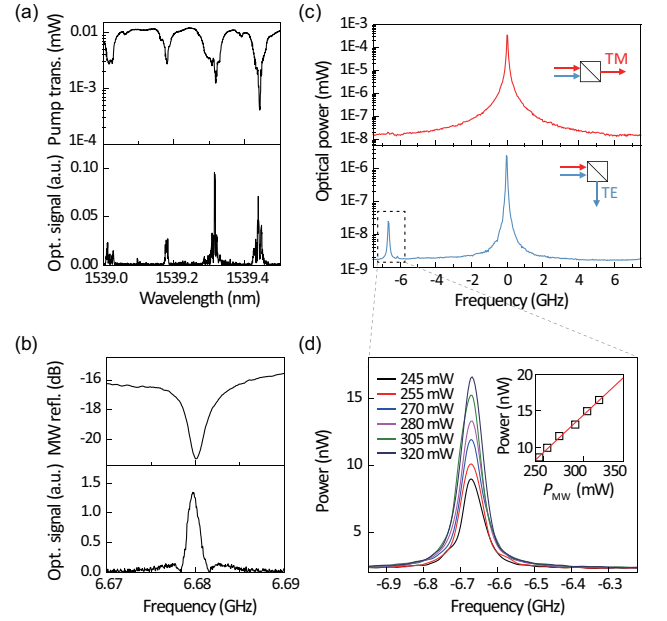 (a)
Pump trans. (mW)
0.01
1E-3
1E-4
Opt. signal (a.u.)
0.10
0.05
0.00
1539.0
1539.2
1539.4
Wavelength (nm)
(c)
Optical power (mW)
1E-3
1E-4
1E-5
1E-6
1E-7
1E-8
TM
1E-6
1E-7
1E-8
1E-9
TE
-6
-4
-2
0
2
4
6
Frequency (GHz)
(b)
MW refl. (dB)
-16
-18
-20
Opt. signal (a.u.)
1.5
1.0
0.5
0.0
6.67
6.68
6.69
Frequency (GHz)
(d)
Power (nW)
15
10
5
245 mW
255 mW
270 mW
280 mW
305 mW
320 mW
Power (nW)
20
15
10
250
300
350
PMW (mW)
-6.9
-6.8
-6.7
-6.6
-6.5
-6.4
-6.3
Frequency (GHz)